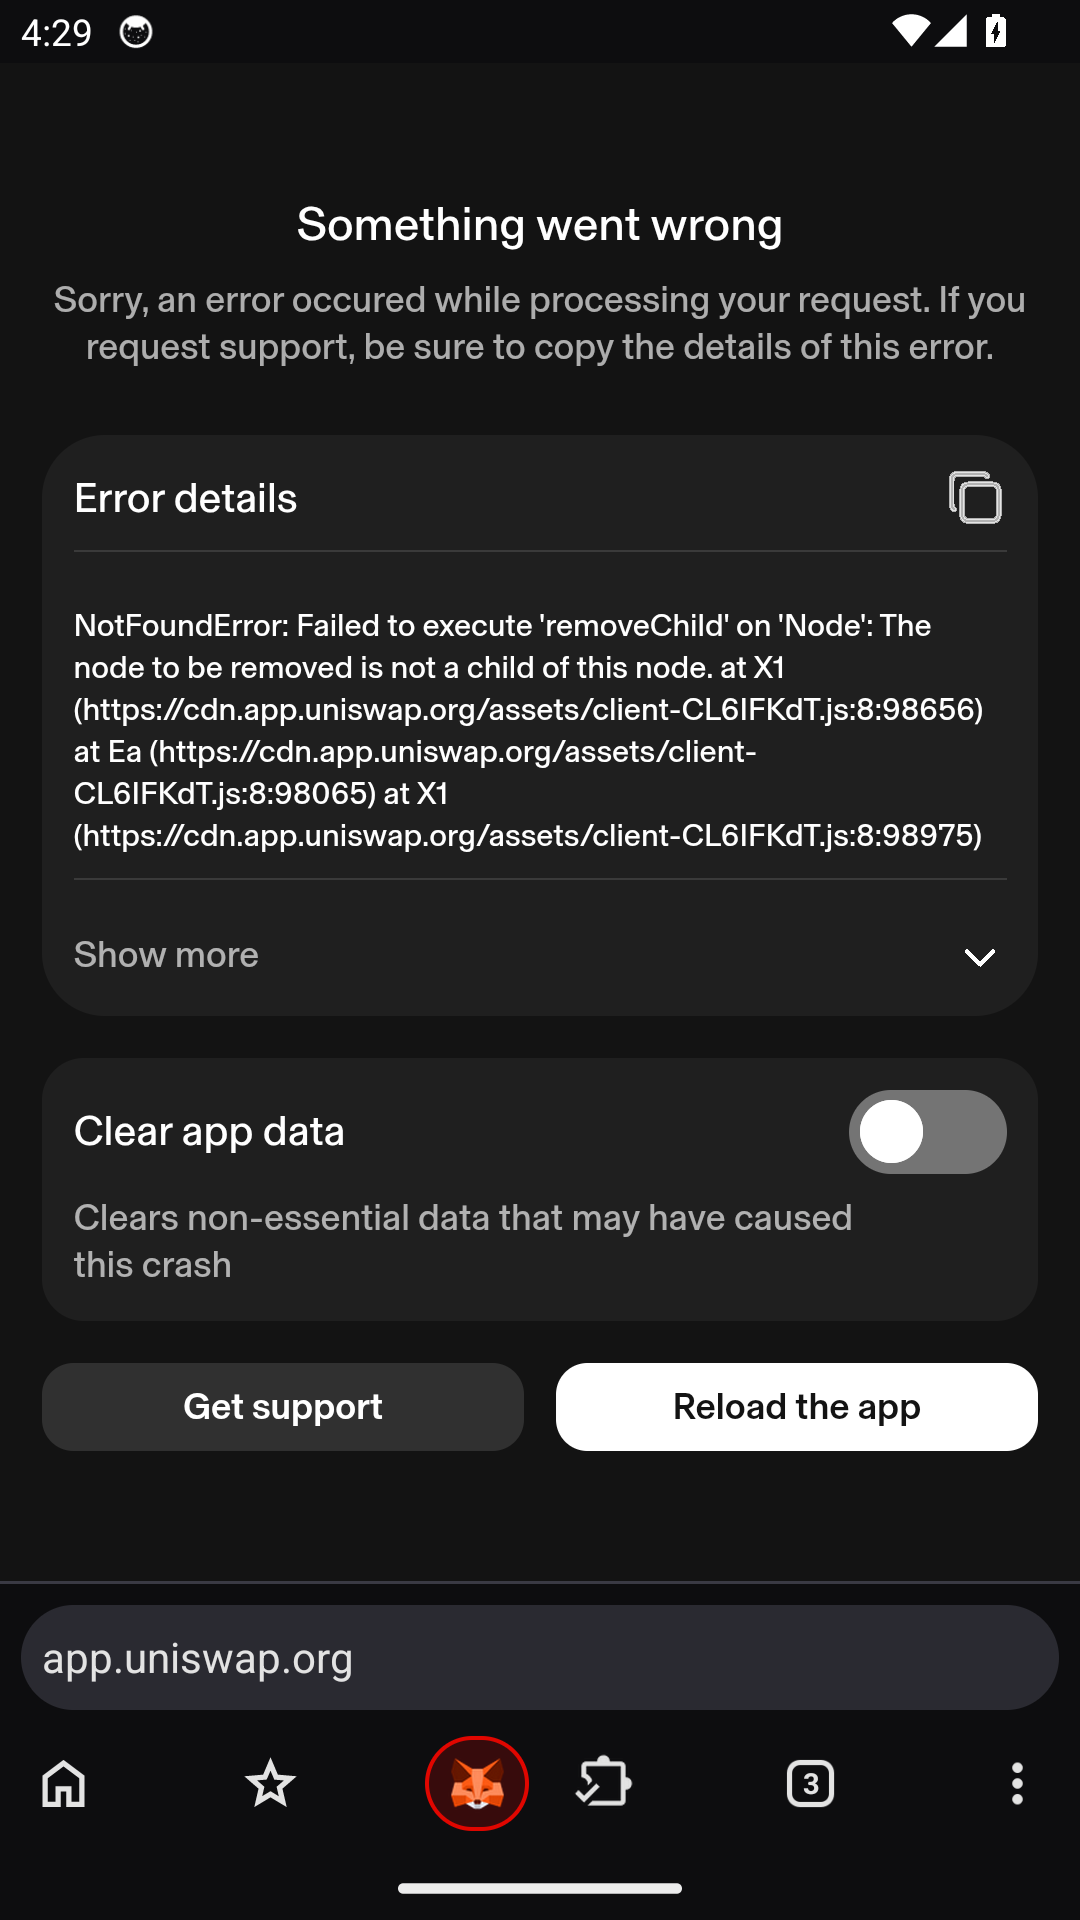 4:29
Something went wrong
Sorry, an error occured while processing your request. If you
request support, be sure to copy the details of this error.
Error details
NotFoundError: Failed to execute 'removeChild' on 'Node': The
node to be removed is not a child of this node. at X1
(https://cdn.app.uniswap.org/assets/client-CL6IFKdT.js:8:98656)
at Ea (https://cdn.app.uniswap.org/assets/client-
CL6IFKdT.js:8:98065) at X1
(https://cdn.app.uniswap.org/assets/client-CL6IFKdT.js:8:98975)
Show more
Clear app data
Clears non-essential data that may have caused
this crash
Get support
Reload the app
app.uniswap.org
3